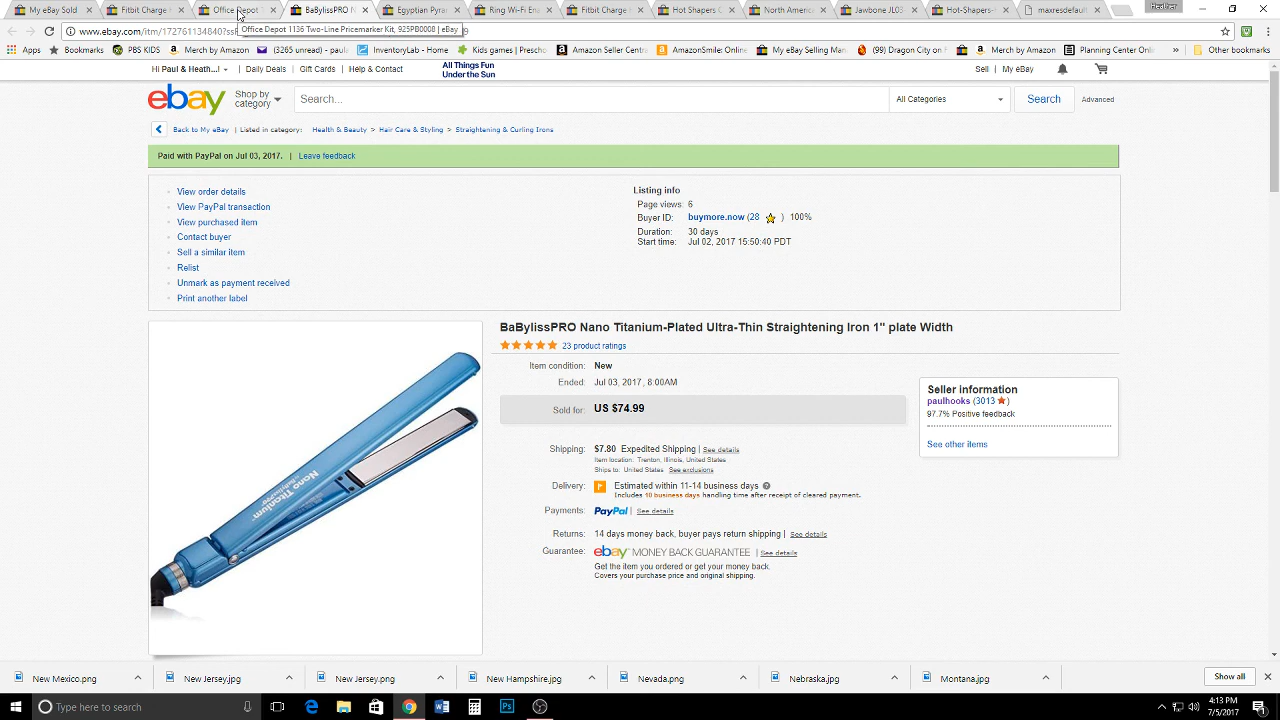 My eBay Sold
Fitbit Charge
Office Depot 1
BaBylissPRO N
Egyptian Pyram
Ring Wi-Fi Ena
Fitbit Charge
Hot Shapers
North America
Jawbone JL03
Hot-Shapers-
maxresdefau
Heather
www.ebay.com/itm/172761134840?ss
Office Depot 1136 Two-Line Pricemarker Kit, 925PB0008 | eBay
9
Apps
Bookmarks
PBS KIDS
Merch by Amazon
(3265 unread) - paulh
InventoryLab - Home
Kids games | Preschoo
Amazon Seller Centra
AmazonSmile: Online
My eBay Selling Man
(99) Dragon City on F
Merch by Amazon
Planning Center Onli
»
Other bookmarks
Hi Paul & Heath...!
Daily Deals
Gift Cards
Help & Contact
All Things Fun
Under the Sun
Sell
My eBay
ebay
Shop by
category
Search...
All Categories
Search
Advanced
Back to My eBay | Listed in category: Health & Beauty > Hair Care & Styling > Straightening & Curling Irons
Paid with PayPal on Jul 03, 2017. | Leave feedback
View order details
View PayPal transaction
View purchased item
Contact buyer
Sell a similar item
Relist
Unmark as payment received
Print another label
Listing info
Page views: 6
Buyer ID: buymore.now (28 ) 100%
Duration: 30 days
Start time: Jul 02, 2017 15:50:40 PDT
BaBylissPRO Nano Titanium-Plated Ultra-Thin Straightening Iron 1" plate Width
23 product ratings
Item condition: New
Ended: Jul 03, 2017 , 8:00AM
Sold for: US $74.99
Shipping: $7.80 Expedited Shipping | See details
Item location: Trenton, Illinois, United States
Ships to: United States See exclusions
Delivery: Estimated within 11-14 business days
Includes 10 business days handling time after receipt of cleared payment.
Payments: PayPal | See details
Returns: 14 days money back, buyer pays return shipping | See details
Guarantee: ebay MONEY BACK GUARANTEE | See details
Get the item you ordered or get your money back.
Covers your purchase price and original shipping.
Seller information
paulhooks (3013 )
97.7% Positive feedback
See other items
Nano Titanium
New Mexico.png
New Jersey.jpg
New Jersey.png
New Hampshire.jpg
Nevada.png
Nebraska.jpg
Montana.jpg
Show all
Type here to search
4:13 PM
7/5/2017